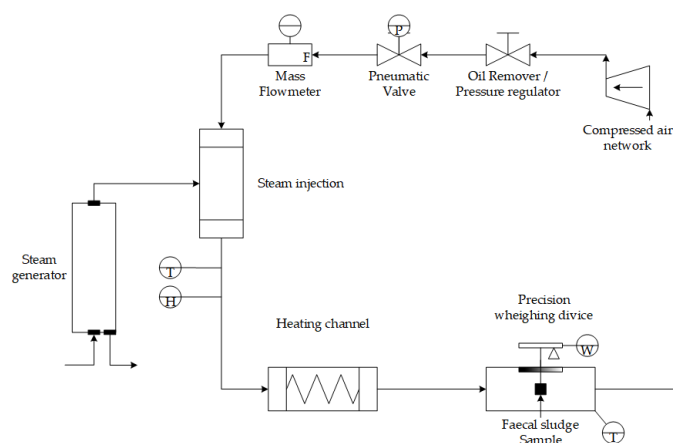 P
F
Mass
Flowmeter
Pneumatic
Valve
Oil Remover /
Pressure regulator
Compressed air
network
Steam injection
Steam
generator
T
H
Heating channel
Precision
wheighing divice
W
Faecal sludge
Sample
T